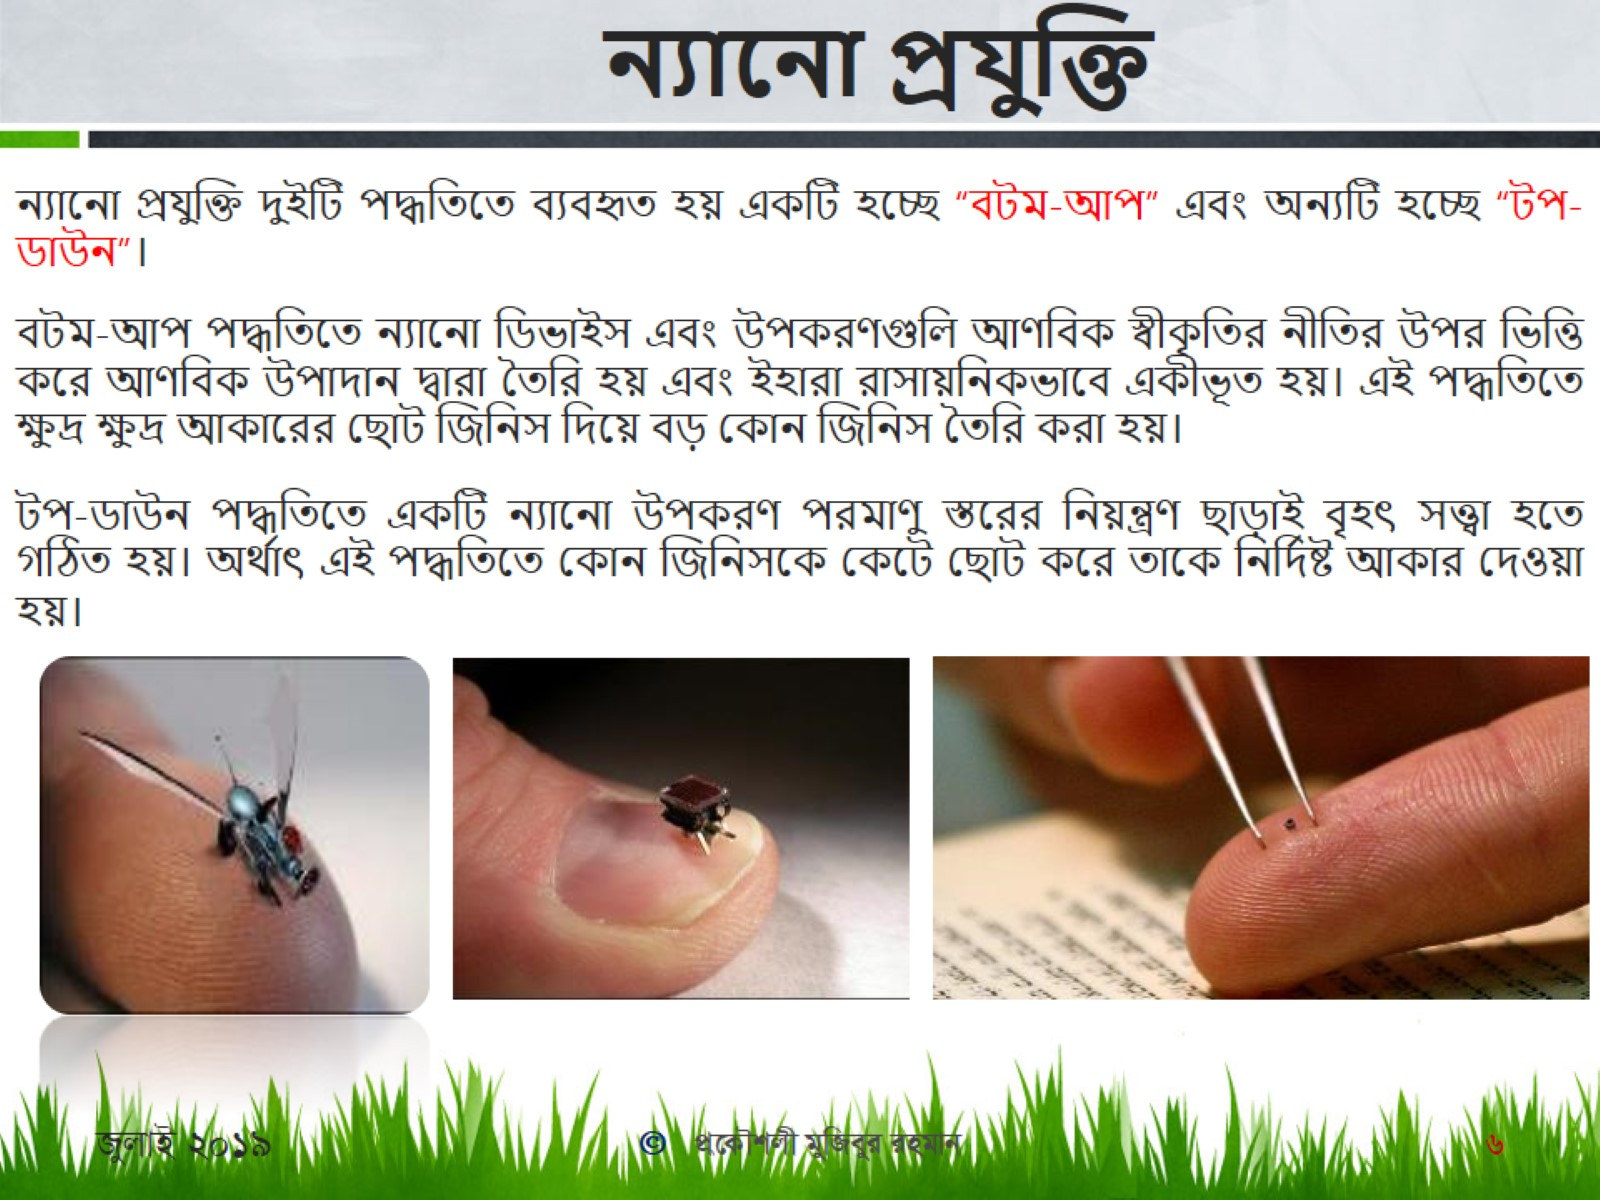 ন্যানো প্রযুক্তি
ন্যানো প্রযুক্তি দুইটি পদ্ধতিতে ব্যবহৃত হয় একটি হচ্ছে “বটম-আপ” এবং অন্যটি হচ্ছে “টপ-
ডাউন”।
বটম-আপ পদ্ধতিতে ন্যানো ডিভাইস এবং উপকরণগুলি আণবিক স্বীকৃতির নীতির উপর ভিত্তি
করে আণবিক উপাদান দ্বারা তৈরি হয় এবং ইহারা রাসায়নিকভাবে একীভূত হয়। এই পদ্ধতিতে
ক্ষুদ্র ক্ষুদ্র আকারের ছোট জিনিস দিয়ে বড় কোন জিনিস তৈরি করা হয়।
টপ-ডাউন পদ্ধতিতে একটি ন্যানো উপকরণ পরমাণু স্তরের নিয়ন্ত্রণ ছাড়াই বৃহৎ সত্ত্বা হতে
গঠিত হয়। অর্থাৎ এই পদ্ধতিতে কোন জিনিসকে কেটে ছোট করে তাকে নির্দিষ্ট আকার দেওয়া
হয়।
জুলাই ২০১৯
© প্রকৌশলী মুজিবুর রহমান
৬